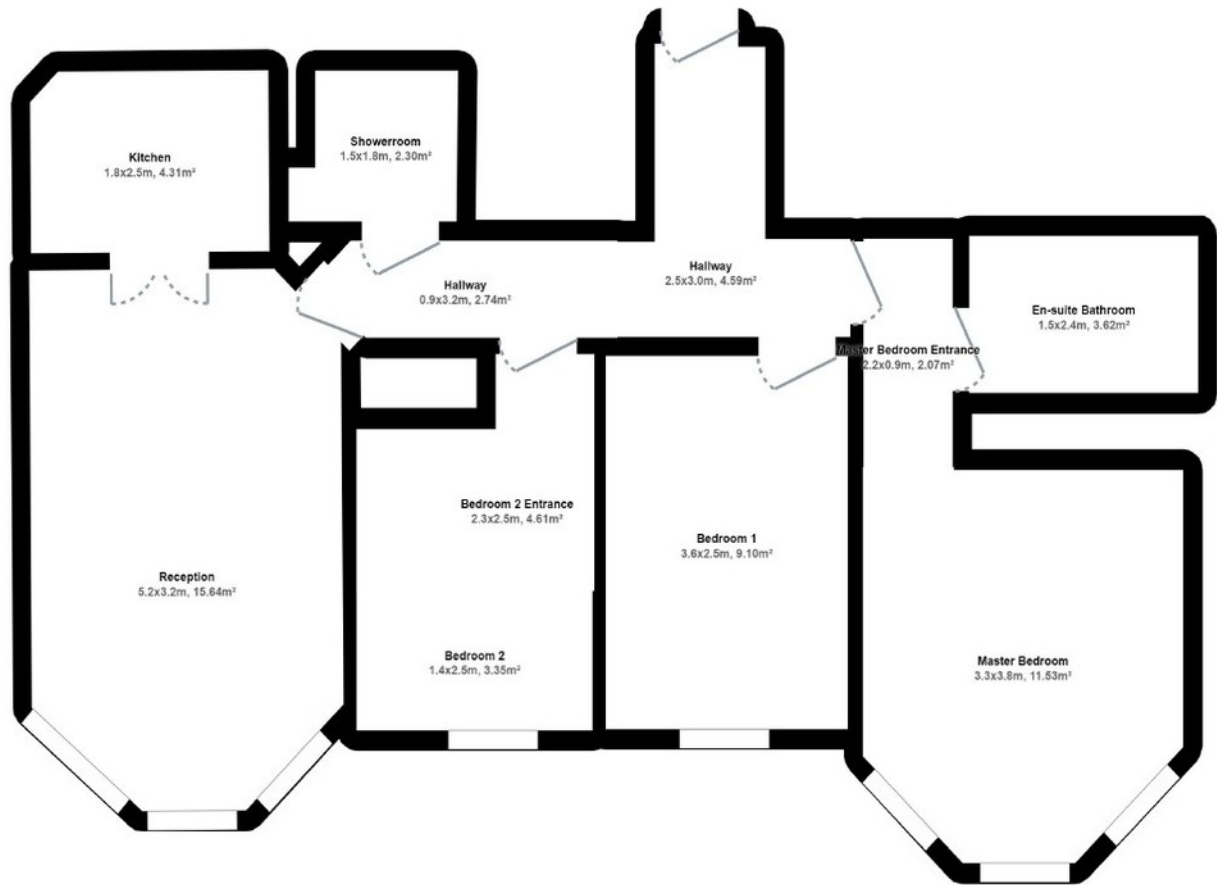 Kitchen
1.8x2.5m, 4.31m²
Showerroom
1.5x1.8m, 2.30m²
Hallway
0.9x3.2m, 2.74m²
Hallway
2.5x3.0m, 4.59m²
En-suite Bathroom
1.5x2.4m, 3.62m²
Master Bedroom Entrance
2.2x0.9m, 2.07m²
Bedroom 2 Entrance
2.3x2.5m, 4.61m²
Bedroom 1
3.6x2.5m, 9.10m²
Reception
5.2x3.2m, 15.64m²
Bedroom 2
1.4x2.5m, 3.35m²
Master Bedroom
3.3x3.8m, 11.53m²